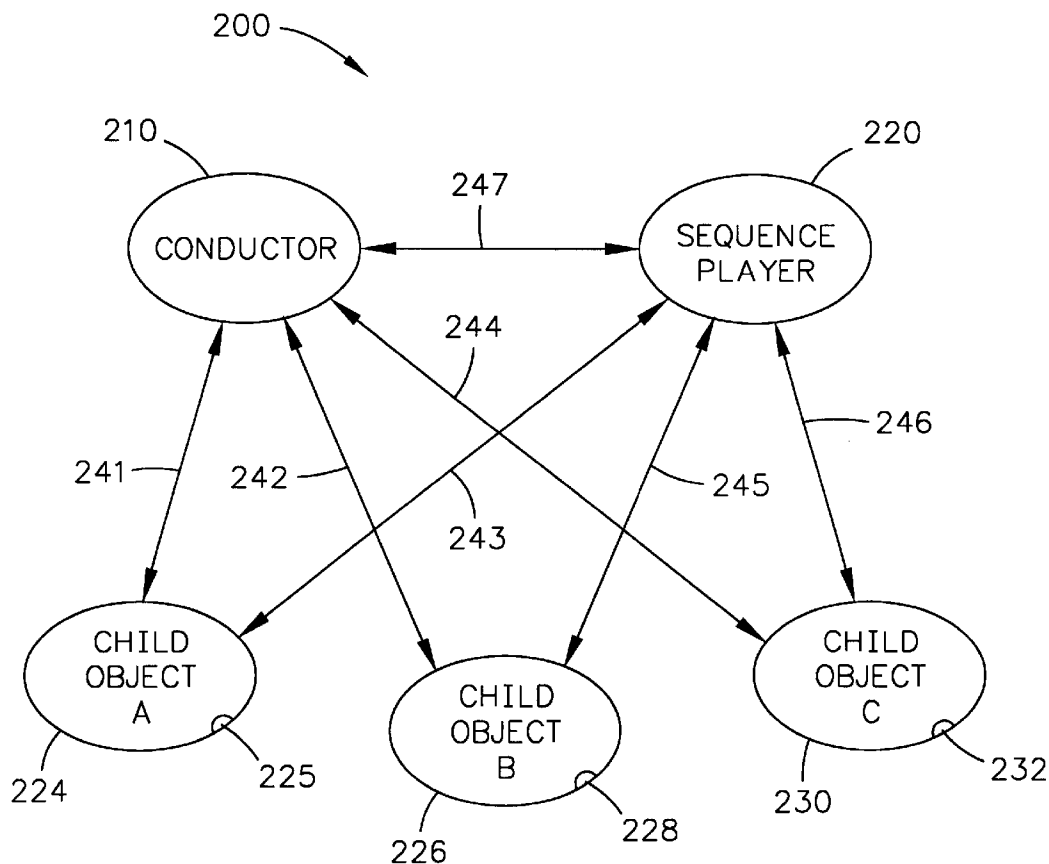 200
210
220
247
CONDUCTOR
SEQUENCE
PLAYER
244
246
241
242
243
245
CHILD
OBJECT
A
CHILD
OBJECT
B
CHILD
OBJECT
C
224
225
226
228
230
232